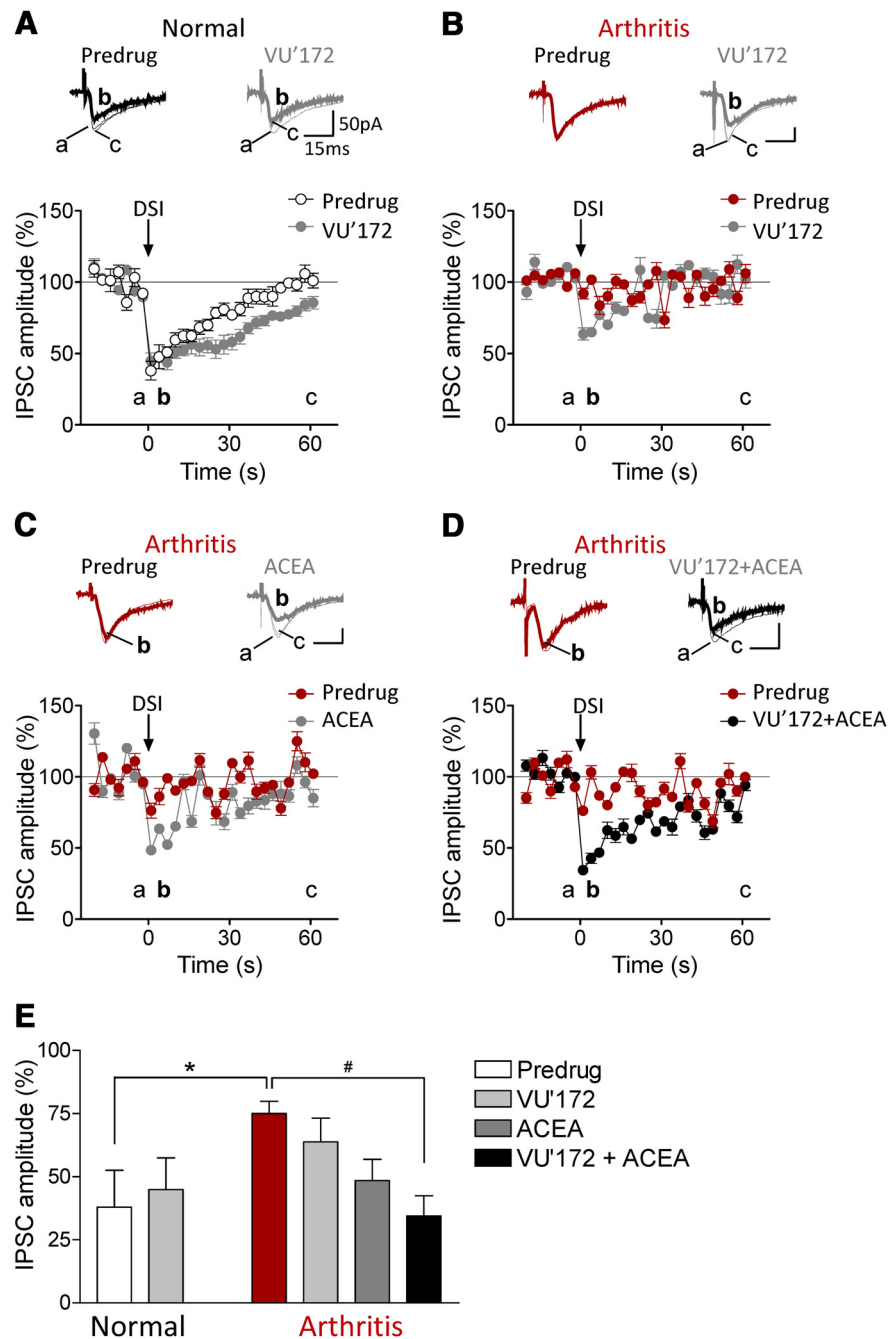 A
Normal
Predrug
VU’172
b
a
c
b
a
c
50pA
15ms
IPSC amplitude (%)
150
100
50
0
DSI
Predrug
VU’172
a b c
0 30 60
Time (s)
B
Arthritis
Predrug
VU’172
b
a
c
IPSC amplitude (%)
150
100
50
0
DSI
Predrug
VU’172
a b c
0 30 60
Time (s)
C
Arthritis
Predrug
ACEA
b
b
a
c
IPSC amplitude (%)
150
100
50
0
DSI
Predrug
ACEA
a b c
0 30 60
Time (s)
D
Arthritis
Predrug
VU’172+ACEA
b
b
a
c
IPSC amplitude (%)
150
100
50
0
DSI
Predrug
VU’172+ACEA
a b c
0 30 60
Time (s)
E
IPSC amplitude (%)
100
75
50
25
0
*
#
Predrug
VU'172
ACEA
VU'172 + ACEA
Normal
Arthritis